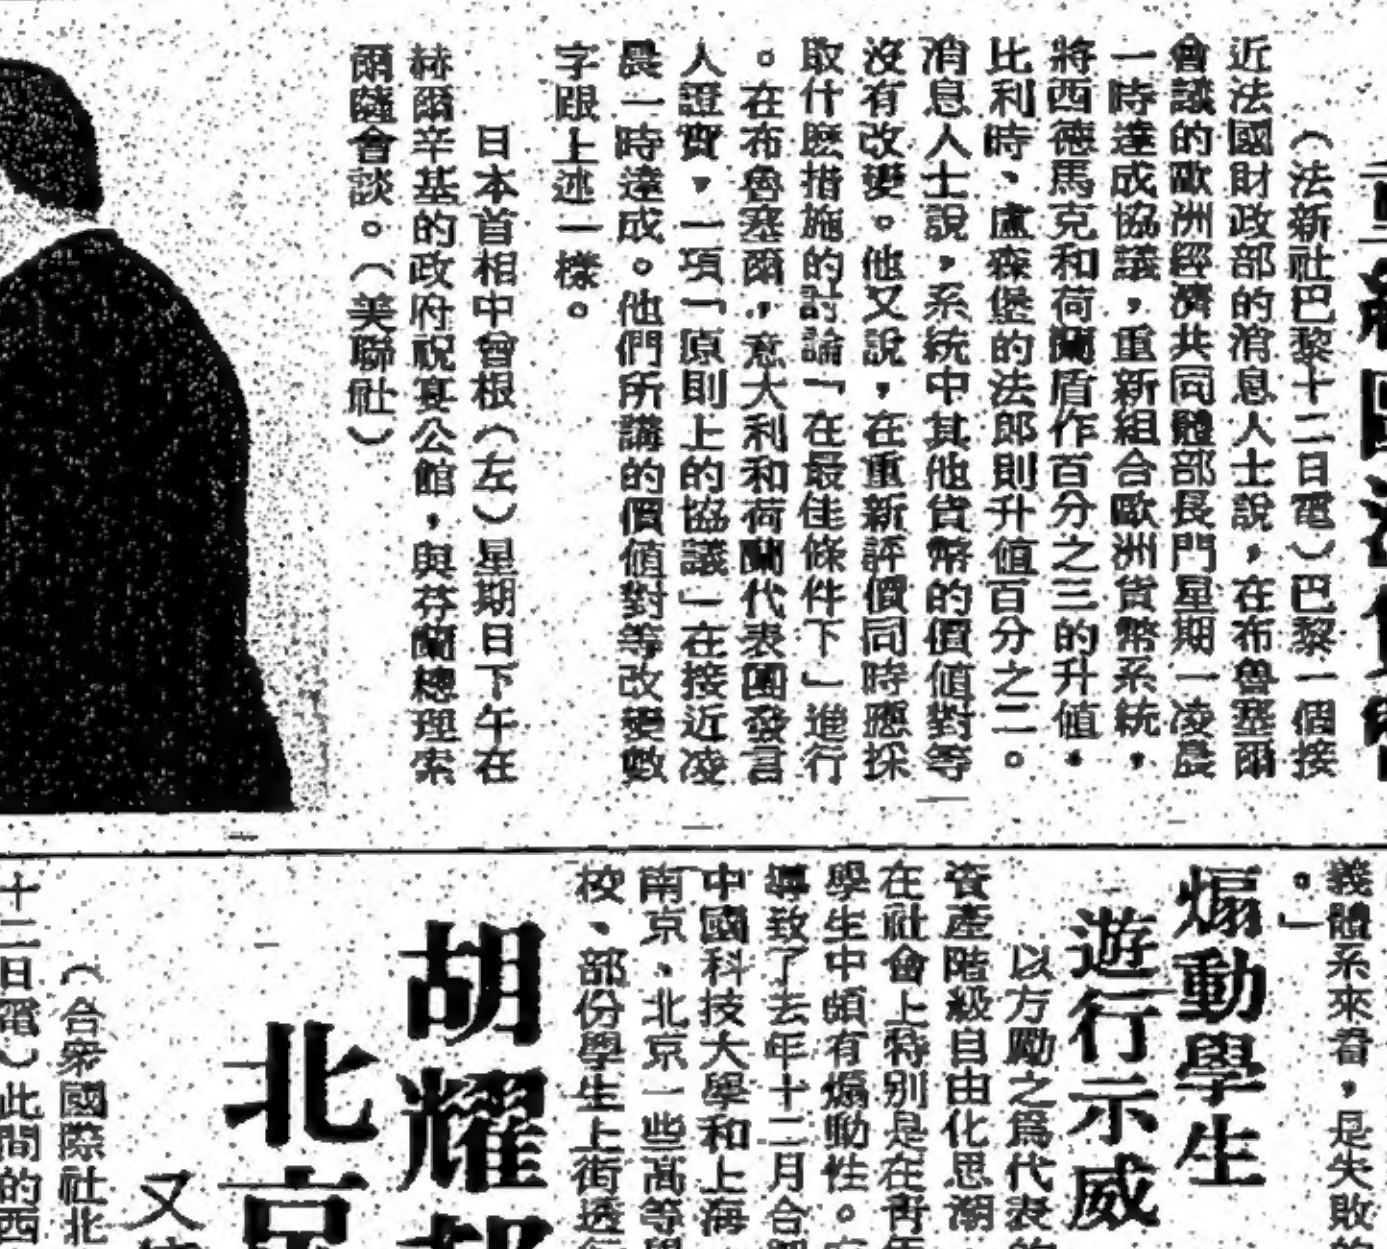 （法新社巴黎十二日電）巴黎一個接
近法國財政部的消息人士說，在布魯塞爾
會議的歐洲經濟共同體部長門星期一凌晨
一時達成協議，重新組合歐洲貨幣系統，
將西德馬克和荷蘭盾作百分之三的升值，
比利時、盧森堡的法郎則升值百分之二。
消息人士說，系統中其他貨幣的價值對等
沒有改變。他又說，在重新評價同時應採
取什麽措施的討論「在最佳條件下」進行
。在布魯塞爾，意大利和荷蘭代表團發言
人證實，一項「原則上的協議」在接近凌
晨一時達成。他們所講的價值對等改變數
字跟上述一樣。
日本首相中曾根（左）星期日下午在
赫爾辛基的政府祝宴公館，與芬蘭總理索
爾薩會談。（美聯社）
義體系來看，是失敗的
。」
煽動學生
遊行示威
以方勵之爲代表的
資產階級自由化思潮
在社會上特別是在靑年
學生中頗有煽動性。
導致了去年十二月合
中國科技大學和上海
南京、北京一些高等學
校、部份學生上街
胡耀
北京
又
（合衆國際社北
十二日電）此間的西